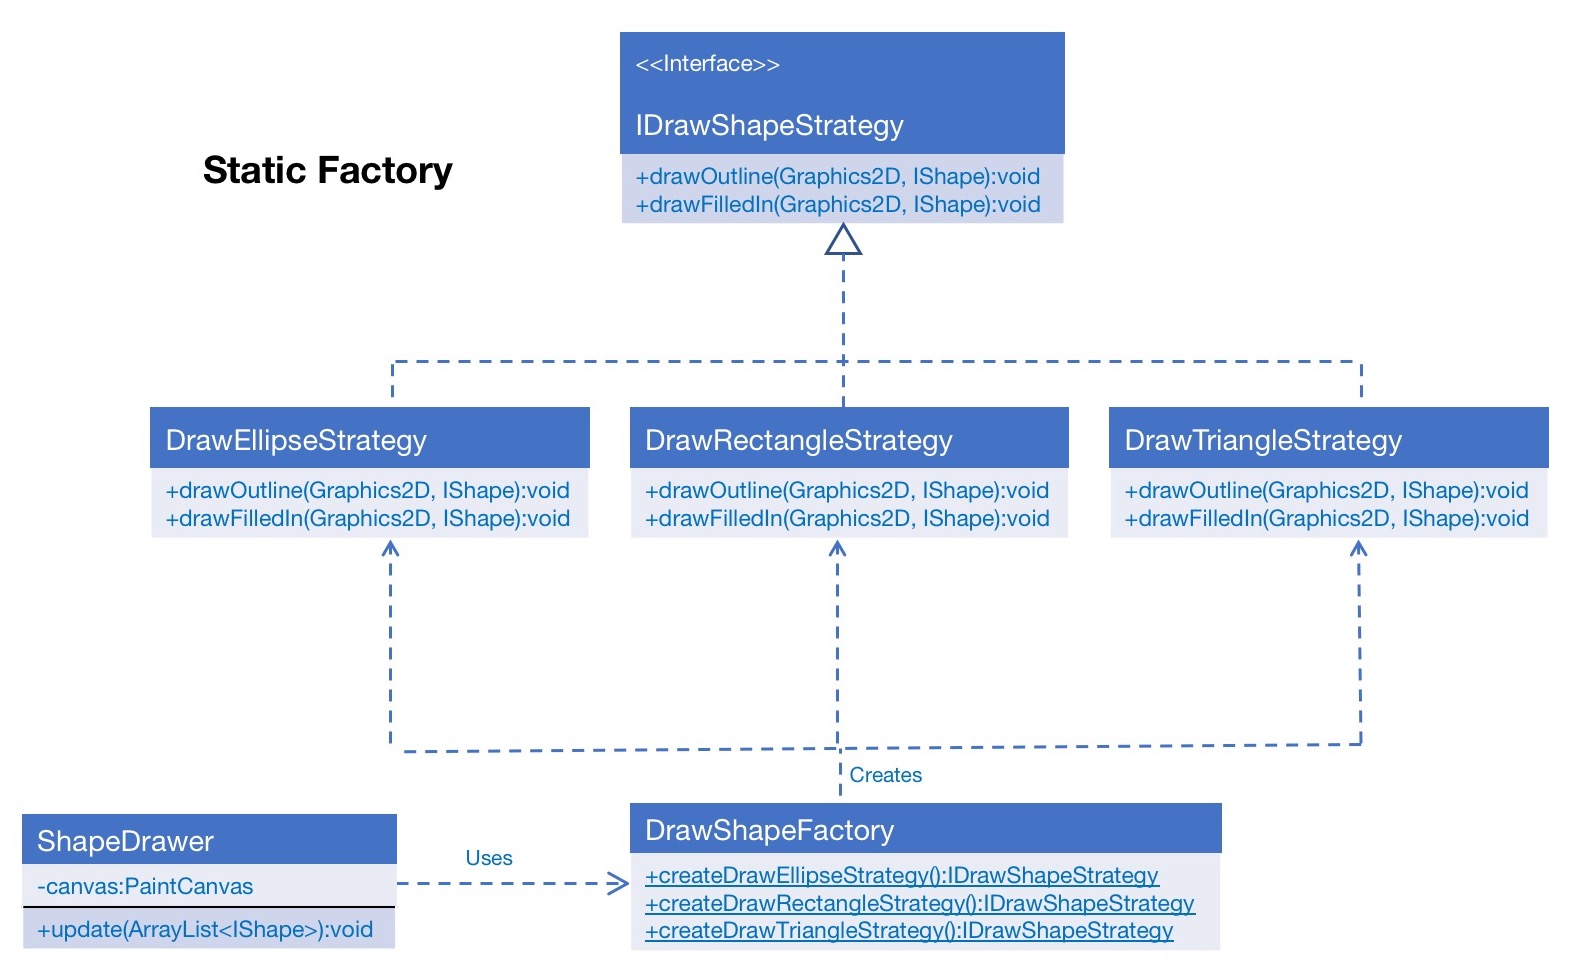 <<Interface>>
IDrawShapeStrategy
Static Factory
+drawOutline(Graphics2D, IShape):void
+drawFilledIn(Graphics2D, IShape):void
DrawEllipseStrategy
+drawOutline(Graphics2D, IShape):void
+drawFilledIn(Graphics2D, IShape):void
DrawRectangleStrategy
+drawOutline(Graphics2D, IShape):void
+drawFilledIn(Graphics2D, IShape):void
DrawTriangleStrategy
+drawOutline(Graphics2D, IShape):void
+drawFilledIn(Graphics2D, IShape):void
Creates
ShapeDrawer
-canvas:PaintCanvas
+update(ArrayList<IShape>):void
Uses
DrawShapeFactory
+createDrawEllipseStrategy():IDrawShapeStrategy
+createDrawRectangleStrategy():IDrawShapeStrategy
+createDrawTriangleStrategy():IDrawShapeStrategy